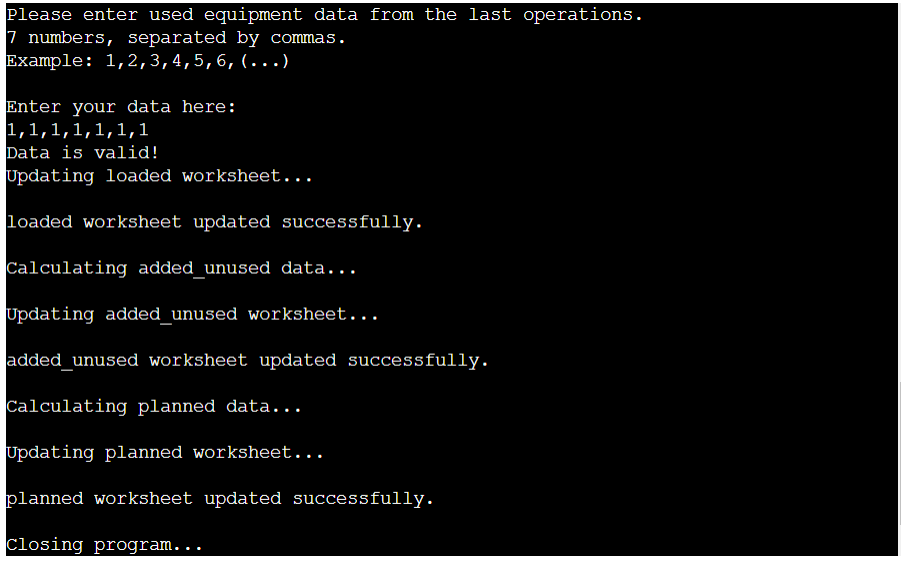 Please enter used equipment data from the last operations.
7 numbers, separated by commas.
Example: 1,2,3,4,5,6,(...)
Enter your data here:
1,1,1,1,1,1,1
Data is valid!
Updating loaded worksheet...
loaded worksheet updated successfully.
Calculating added_unused data...
Updating added_unused worksheet...
added_unused worksheet updated successfully.
Calculating planned data...
Updating planned worksheet...
planned worksheet updated successfully.
Closing program...